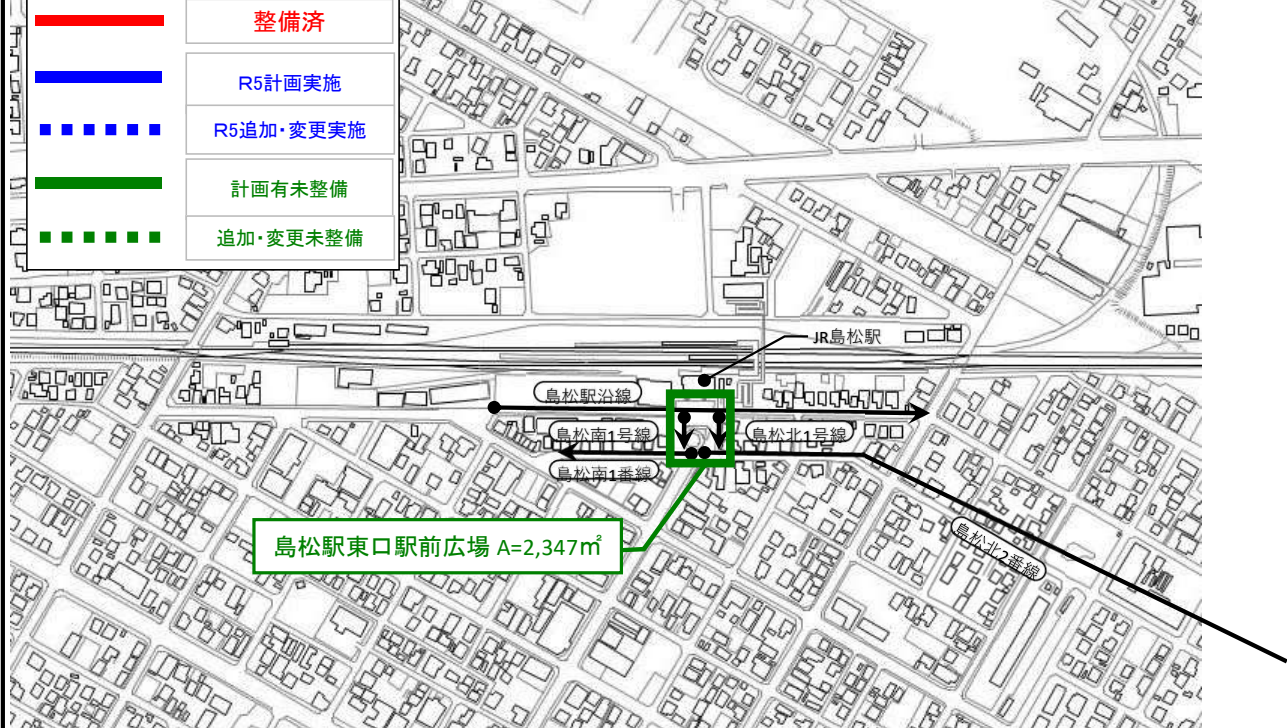 整備済
R5計画実施
R5追加・変更実施
計画有未整備
追加・変更未整備
JR島松駅
島松駅沿線
島松南1号線
島松北1号線
島松南1番線
島松北2番線
島松駅東口駅前広場 A=2,347㎡